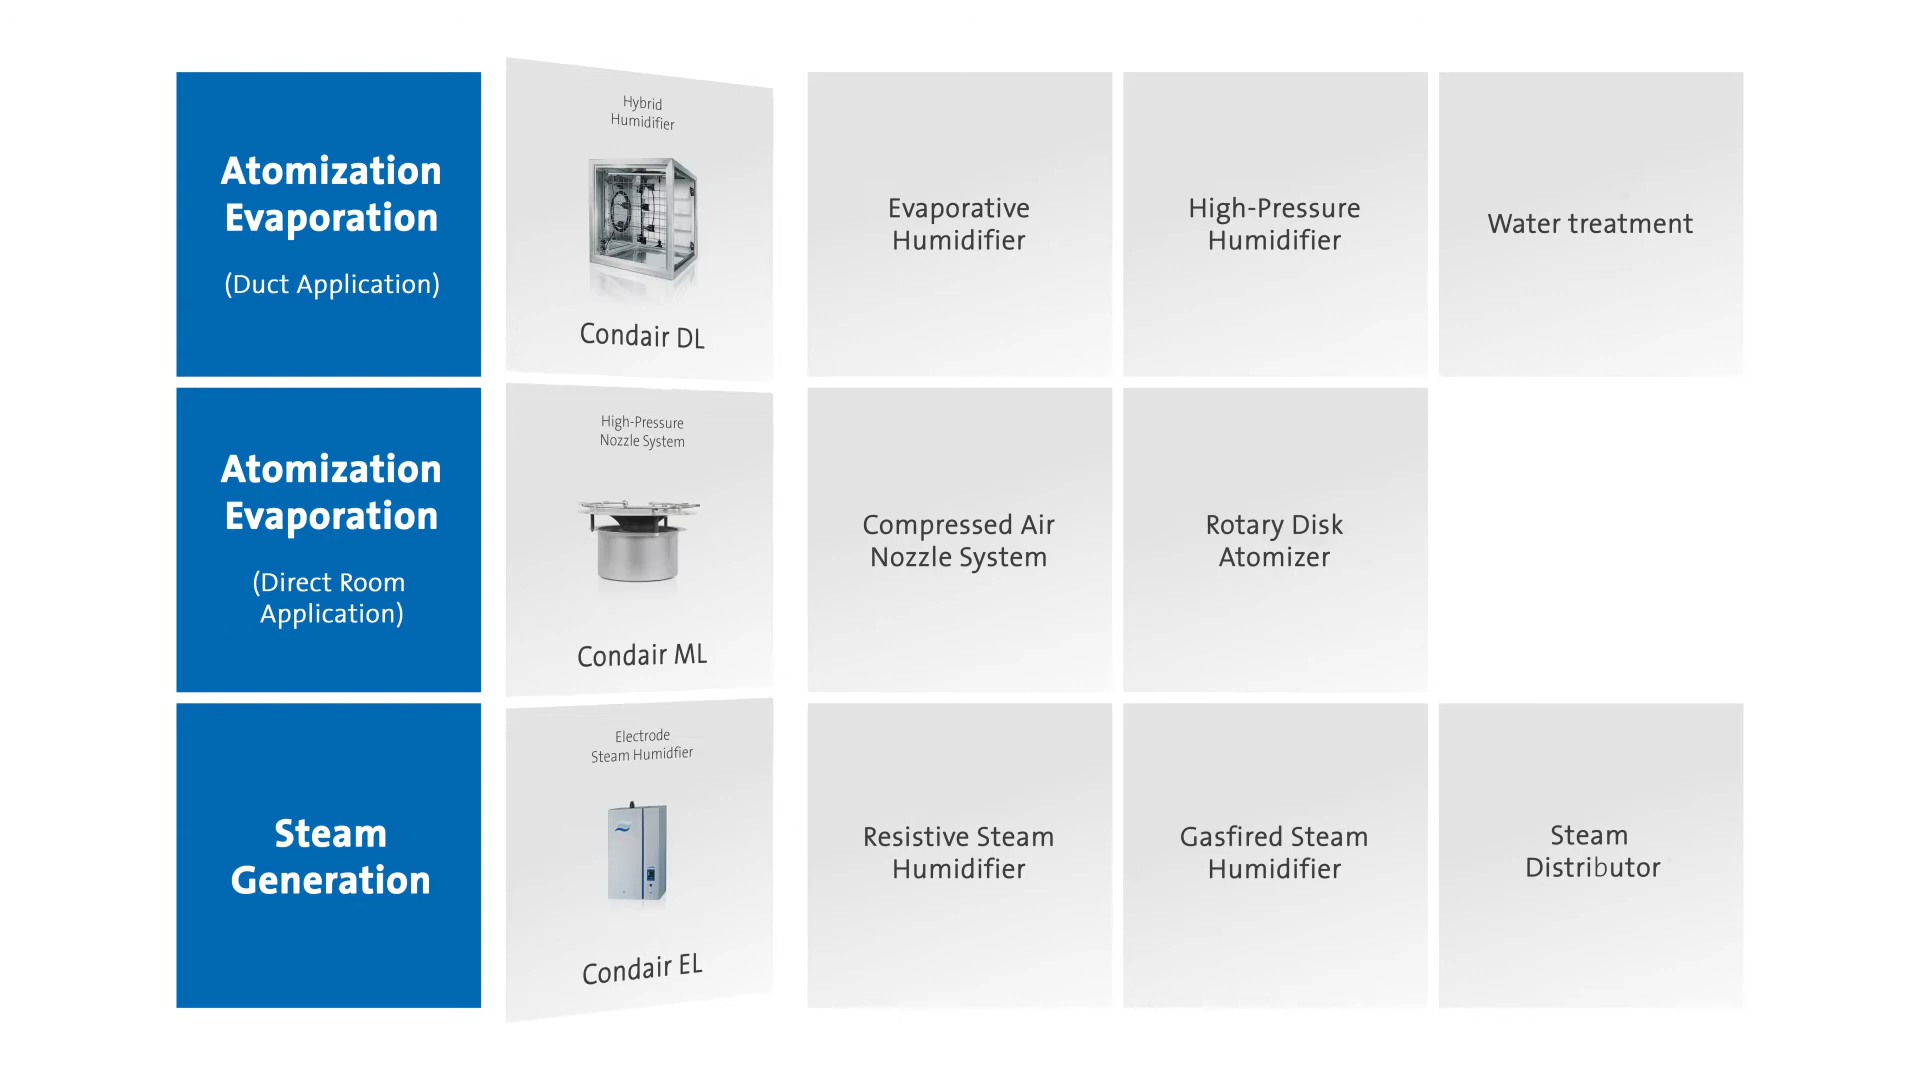 Atomization
Evaporation
(Duct Application)
Hybrid
Humidifier
Condair DL
Evaporative
Humidifier
High-Pressure
Humidifier
Water treatment
Atomization
Evaporation
(Direct Room
Application)
High-Pressure
Nozzle System
Condair ML
Compressed Air
Nozzle System
Rotary Disk
Atomizer
Steam
Generation
Electrode
Steam Humidfier
Condair EL
Resistive Steam
Humidifier
Gasfired Steam
Humidifier
Steam
Distributor